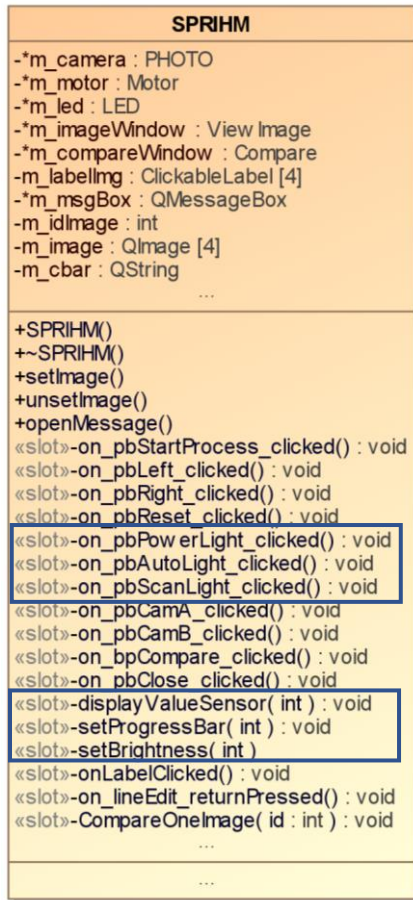 SPRIHM
-*m_camera : PHOTO
-*m_motor : Motor
-*m_led : LED
-*m_imageWindow : View Image
-*m_compareWindow : Compare
-m_labelImg : ClickableLabel [4]
-*m_msgBox : QMessageBox
-m_idImage : int
-m_image : QImage [4]
-m_cbar : QString
...
+SPRIHM()
+~SPRIHM()
+setImage()
+unsetImage()
+openMessage()
«slot»-on_pbStartProcess_clicked() : void
«slot»-on_pbLeft_clicked() : void
«slot»-on_pbRight_clicked() : void
«slot»-on_pbReset_clicked() : void
«slot»-on_pbPowerLight_clicked() : void
«slot»-on_pbAutoLight_clicked() : void
«slot»-on_pbScanLight_clicked() : void
«slot»-on_pbCamA_clicked() : void
«slot»-on_pbCamB_clicked() : void
«slot»-on_bpCompare_clicked() : void
«slot»-on_pbClose_clicked() : void
«slot»-displayValueSensor( int ) : void
«slot»-setProgressBar( int ) : void
«slot»-setBrightness( int )
«slot»-onLabelClicked() : void
«slot»-on_lineEdit_returnPressed() : void
«slot»-CompareOneImage( id : int ) : void
...
...